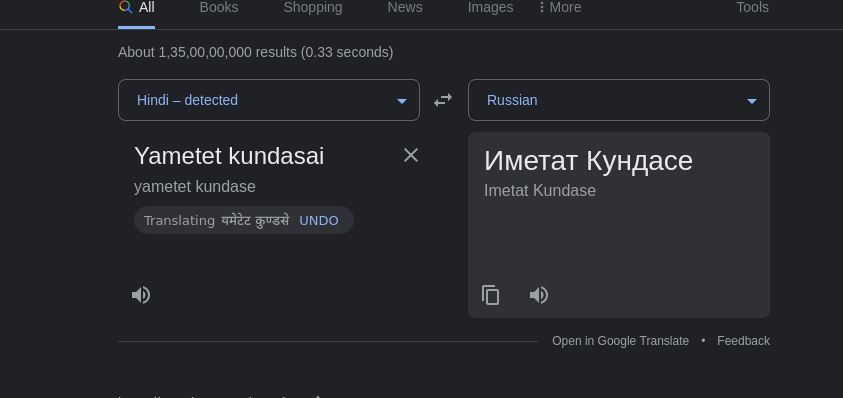 All Books Shopping News Images More Tools
About 1,35,00,00,000 results (0.33 seconds)
Hindi – detected
Russian
Yametet kundasai
yametet kundase
Translating यमेटेट कुण्डसे UNDO
Иметат Кундасе
Imetat Kundase
Open in Google Translate • Feedback